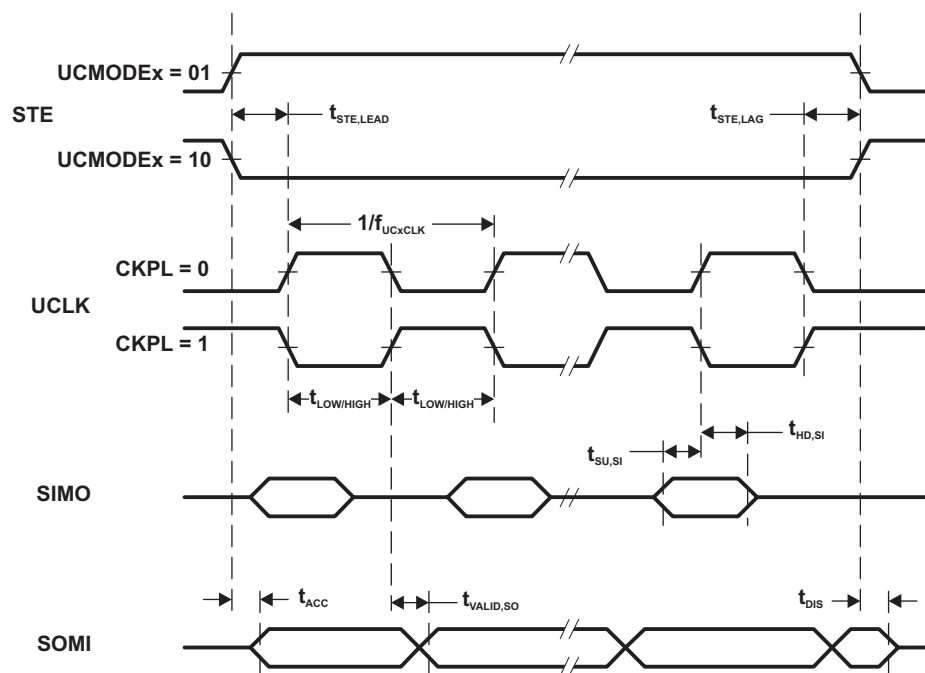 UCMODEx = 01
STE
tSTE,LEAD
tSTE,LAG
UCMODEx = 10
1/fUCxCLK
CKPL = 0
UCLK
CKPL = 1
tLOW/HIGH tLOW/HIGH
tHD,SI
tSU,SI
SIMO
tACC
tVALID,SO
tDIS
SOMI